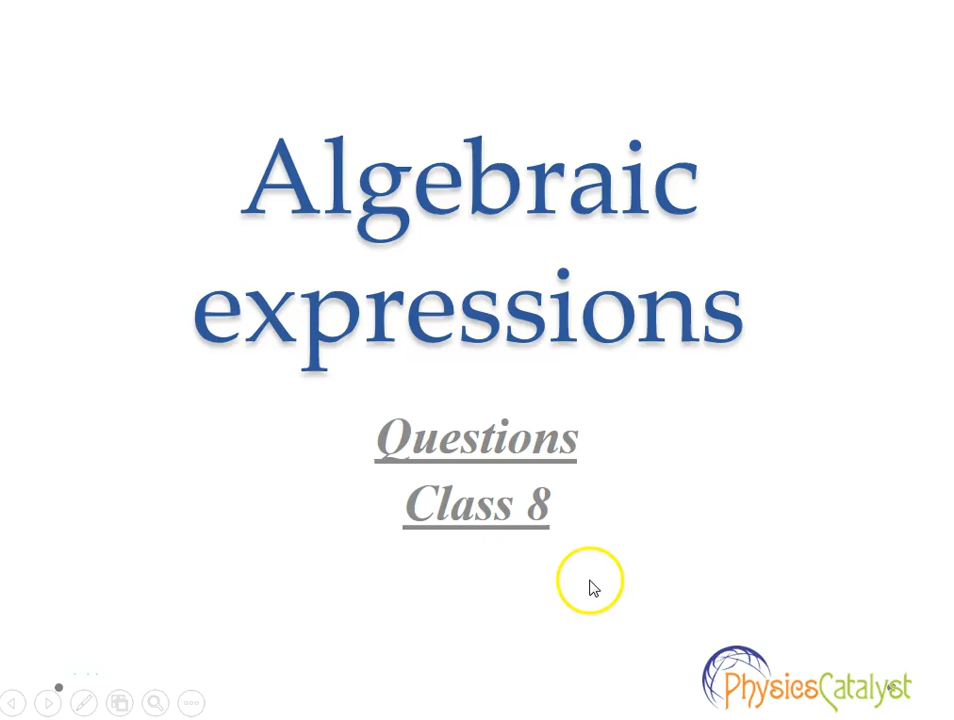 Algebraic
expressions
Questions
Class 8
PhysicsCatalyst